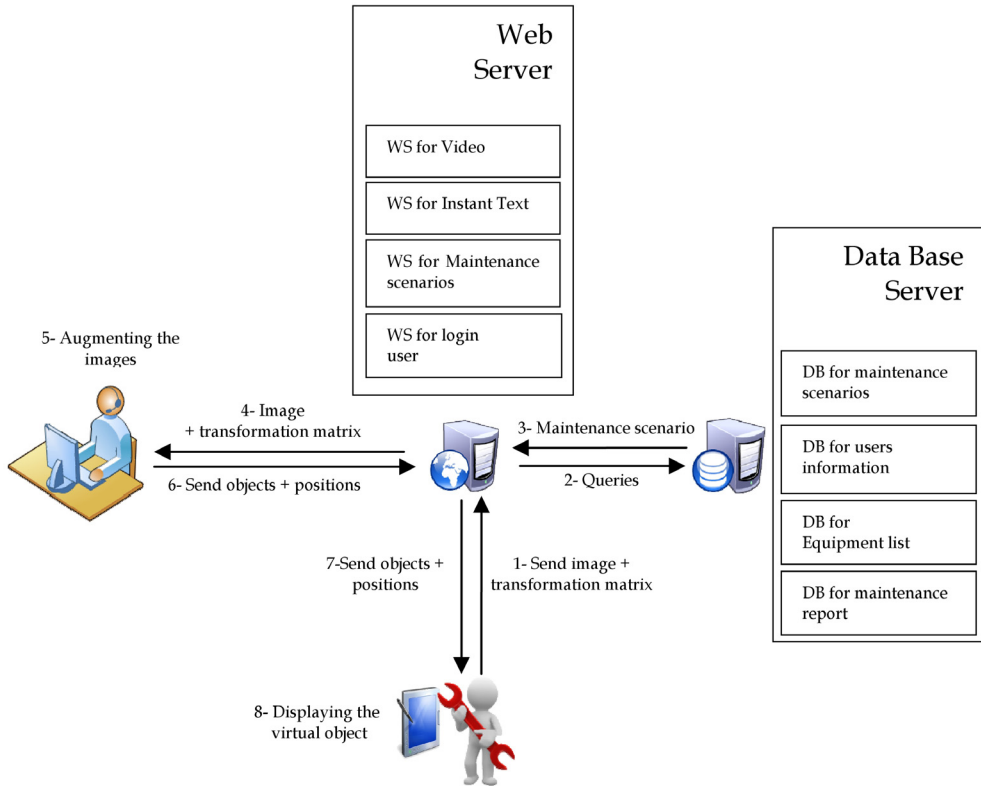 Web
Server
WS for Video
WS for Instant Text
WS for Maintenance
scenarios
WS for login
user
Data Base
Server
DB for maintenance
scenarios
DB for users
information
DB for
Equipment list
DB for maintenance
report
5- Augmenting the
images
4- Image
+ transformation matrix
6- Send objects + positions
3- Maintenance scenario
2- Queries
7-Send objects +
positions
1- Send image +
transformation matrix
8- Displaying the
virtual object